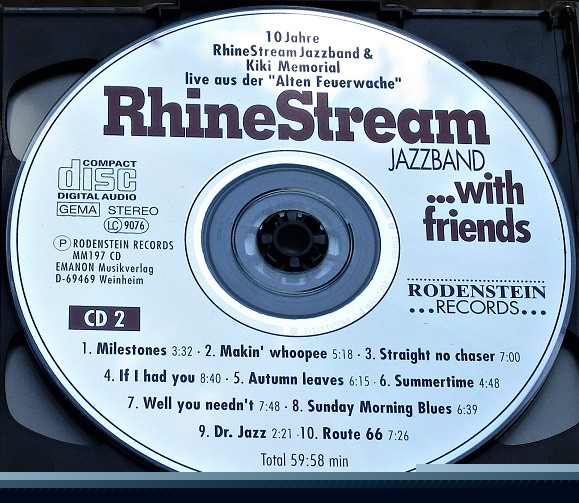 10 Jahre
RhineStream Jazzband &
Kiki Memorial
live aus der "Alten Feuerwache"
RhineStream
JAZZBAND
...with
friends
COMPACT
disc
DIGITAL AUDIO
GEMA STEREO
LC 9076
Ⓟ RODENSTEIN RECORDS
MM197 CD
EMANON Musikverlag
D-69469 Weinheim
RODENSTEIN
...RECORDS...
CD 2
1. Milestones 3:32 · 2. Makin' whoopee 5:18 · 3. Straight no chaser 7:00
4. If I had you 8:40 · 5. Autumn leaves 6:15 · 6. Summertime 4:48
7. Well you needn't 7:48 · 8. Sunday Morning Blues 6:39
9. Dr. Jazz 2:21 · 10. Route 66 7:26
Total 59:58 min